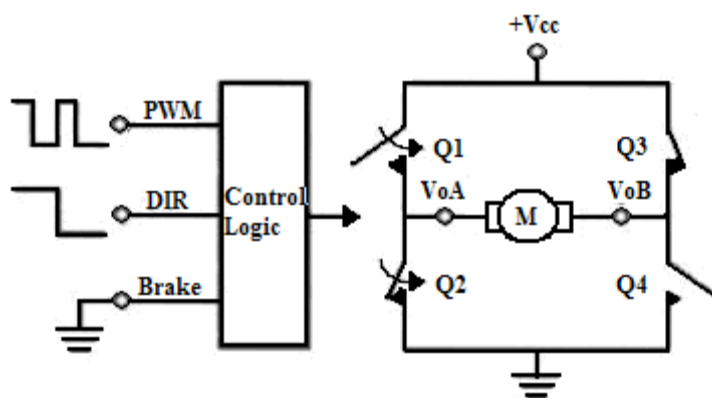 +Vcc
PWM
Q1
Q3
DIR
Control
Logic
VoA
M
VoB
Brake
Q2
Q4